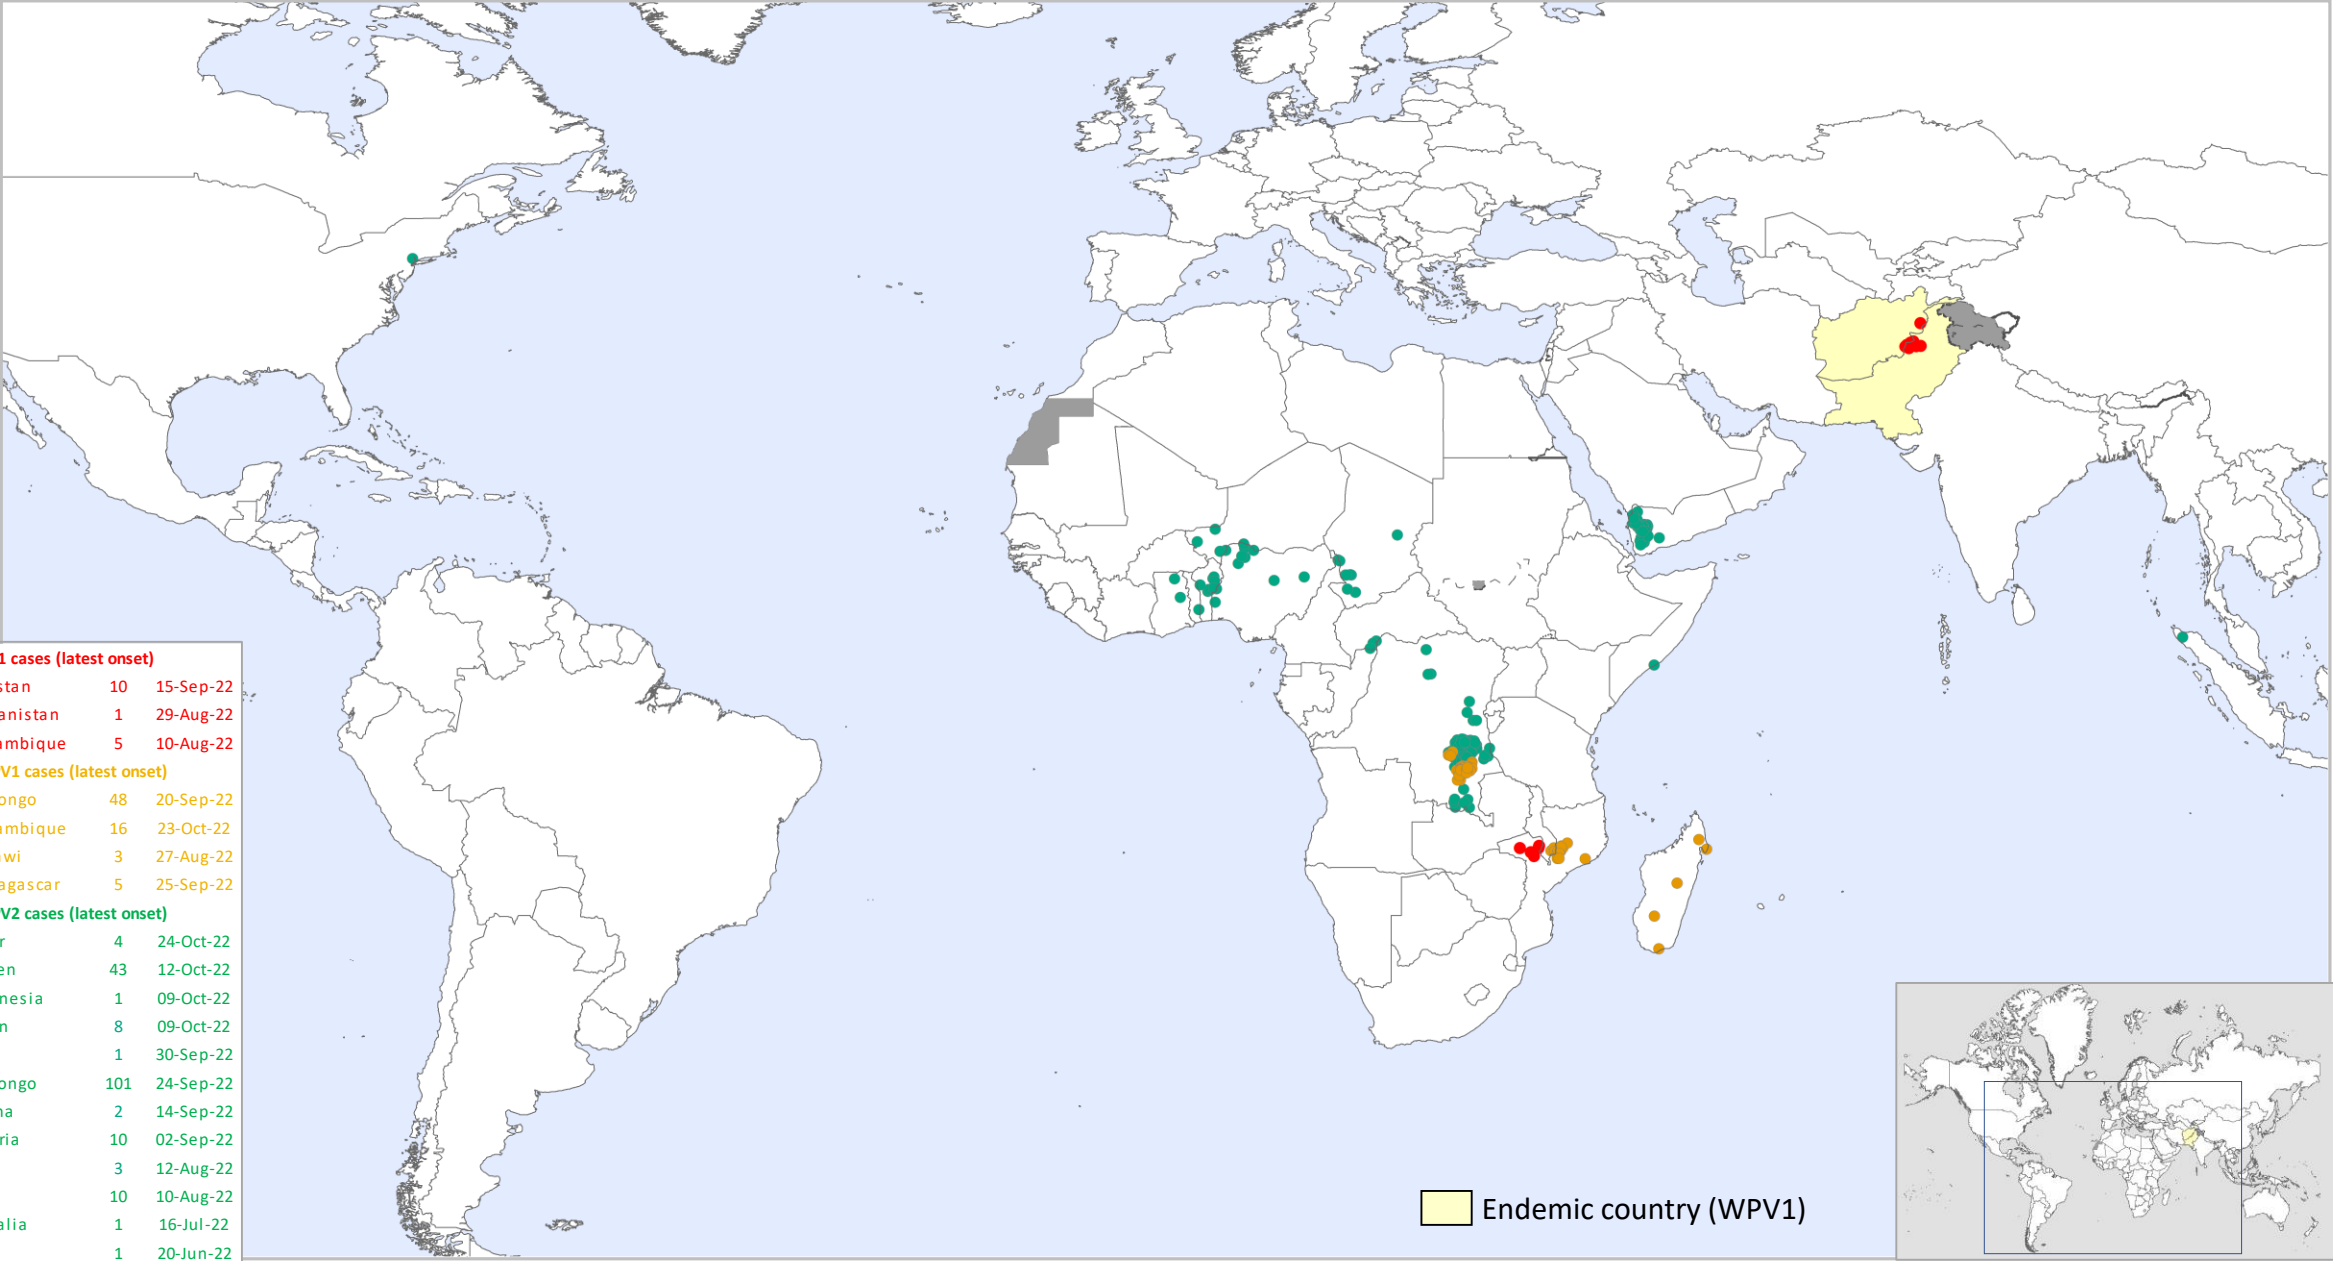 1 cases (latest onset)
stan 10 15-Sep-22
anistan 1 29-Aug-22
ambique 5 10-Aug-22
V1 cases (latest onset)
ongo 48 20-Sep-22
ambique 16 23-Oct-22
wi 3 27-Aug-22
agascar 5 25-Sep-22
V2 cases (latest onset)
r 4 24-Oct-22
en 43 12-Oct-22
nesia 1 09-Oct-22
n 8 09-Oct-22
1 30-Sep-22
ongo 101 24-Sep-22
na 2 14-Sep-22
ria 10 02-Sep-22
3 12-Aug-22
10 10-Aug-22
alia 1 16-Jul-22
1 20-Jun-22
Endemic country (WPV1)